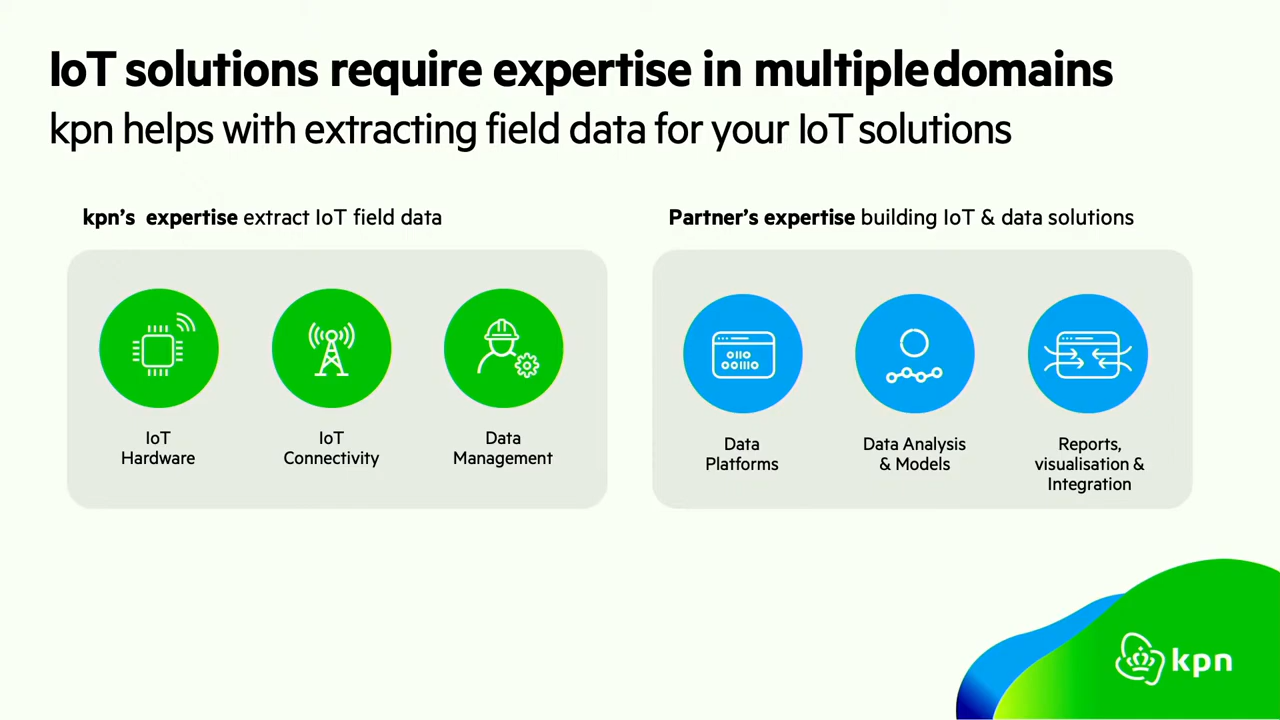 IoT solutions require expertise in multiple domains
kpn helps with extracting field data for your IoT solutions
kpn's expertise extract IoT field data
IoT
Hardware
IoT
Connectivity
Data
Management
Partner's expertise building IoT & data solutions
Data
Platforms
Data Analysis
& Models
Reports,
visualisation &
Integration
kpn